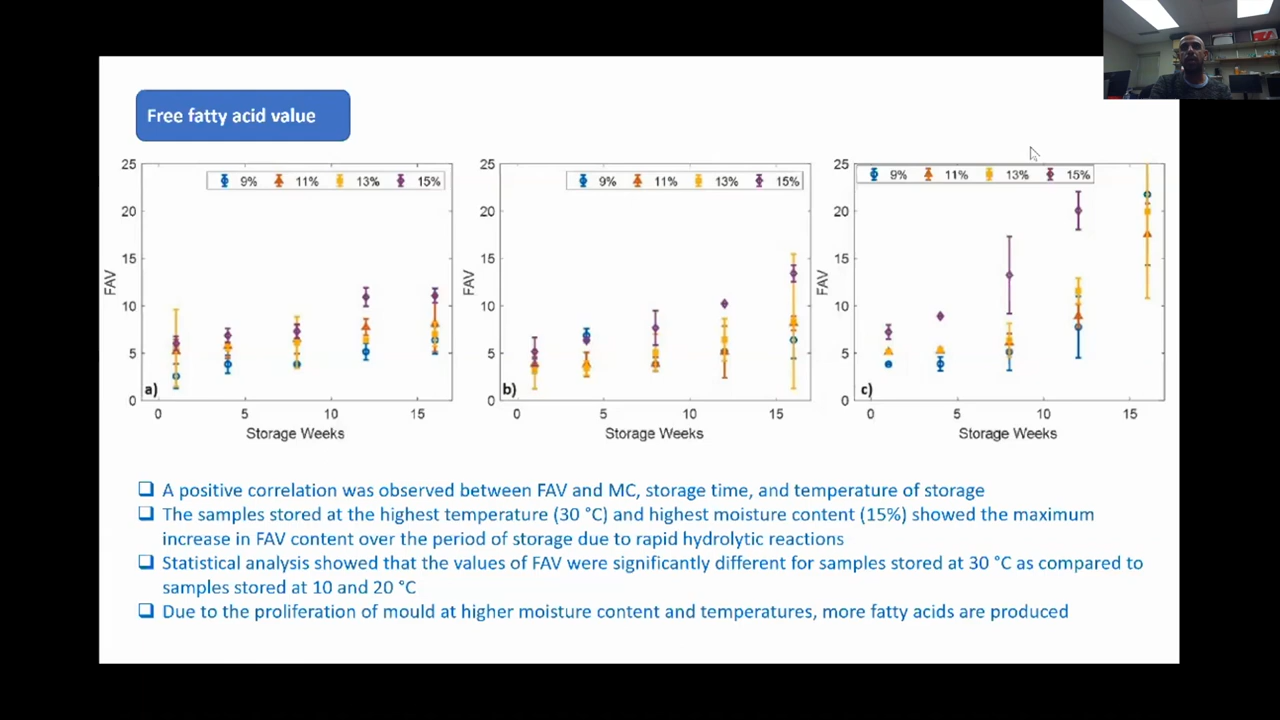 Free fatty acid value
25
20
15
10
5
0
FAV
9% 11% 13% 15%
a)
0 5 10 15
Storage Weeks
25
20
15
10
5
0
FAV
9% 11% 13% 15%
b)
0 5 10 15
Storage Weeks
25
20
15
10
5
0
FAV
9% 11% 13% 15%
c)
0 5 10 15
Storage Weeks
A positive correlation was observed between FAV and MC, storage time, and temperature of storage
The samples stored at the highest temperature (30 °C) and highest moisture content (15%) showed the maximum
increase in FAV content over the period of storage due to rapid hydrolytic reactions
Statistical analysis showed that the values of FAV were significantly different for samples stored at 30 °C as compared to
samples stored at 10 and 20 °C
Due to the proliferation of mould at higher moisture content and temperatures, more fatty acids are produced